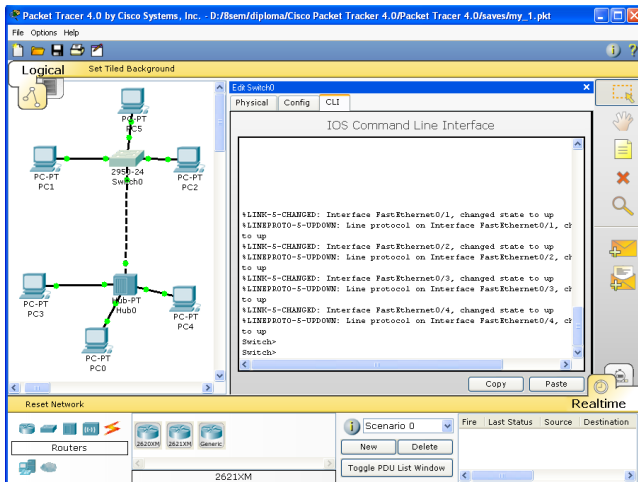 Packet Tracer 4.0 by Cisco Systems, Inc. - D:/8sem/diploma/Cisco Packet Tracker 4.0/Packet Tracer 4.0/saves/my_1.pkt
File Options Help
Logical
Set Tiled Background
PC-PT
PC5
2950-24
Switch0
PC-PT
PC1
PC-PT
PC2
PC-PT
PC3
Hub-PT
Hub0
PC-PT
PC4
PC-PT
PC0
Edit Switch0
Physical Config CLI
IOS Command Line Interface
%LINK-5-CHANGED: Interface FastEthernet0/1, changed state to up
%LINEPROTO-5-UPDOWN: Line protocol on Interface FastEthernet0/1, ch
to up
%LINK-5-CHANGED: Interface FastEthernet0/2, changed state to up
%LINEPROTO-5-UPDOWN: Line protocol on Interface FastEthernet0/2, ch
to up
%LINK-5-CHANGED: Interface FastEthernet0/3, changed state to up
%LINEPROTO-5-UPDOWN: Line protocol on Interface FastEthernet0/3, ch
to up
%LINK-5-CHANGED: Interface FastEthernet0/4, changed state to up
%LINEPROTO-5-UPDOWN: Line protocol on Interface FastEthernet0/4, ch
to up
Switch>
Switch>
Copy Paste
Reset Network
Realtime
Routers
2620XM 2621XM Generic
2621XM
Scenario 0
New Delete
Toggle PDU List Window
Fire Last Status Source Destination